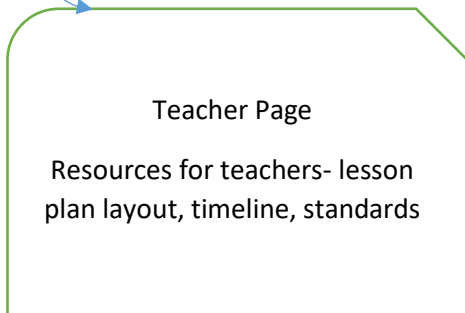 Teacher Page
Resources for teachers- lesson
plan layout, timeline, standards